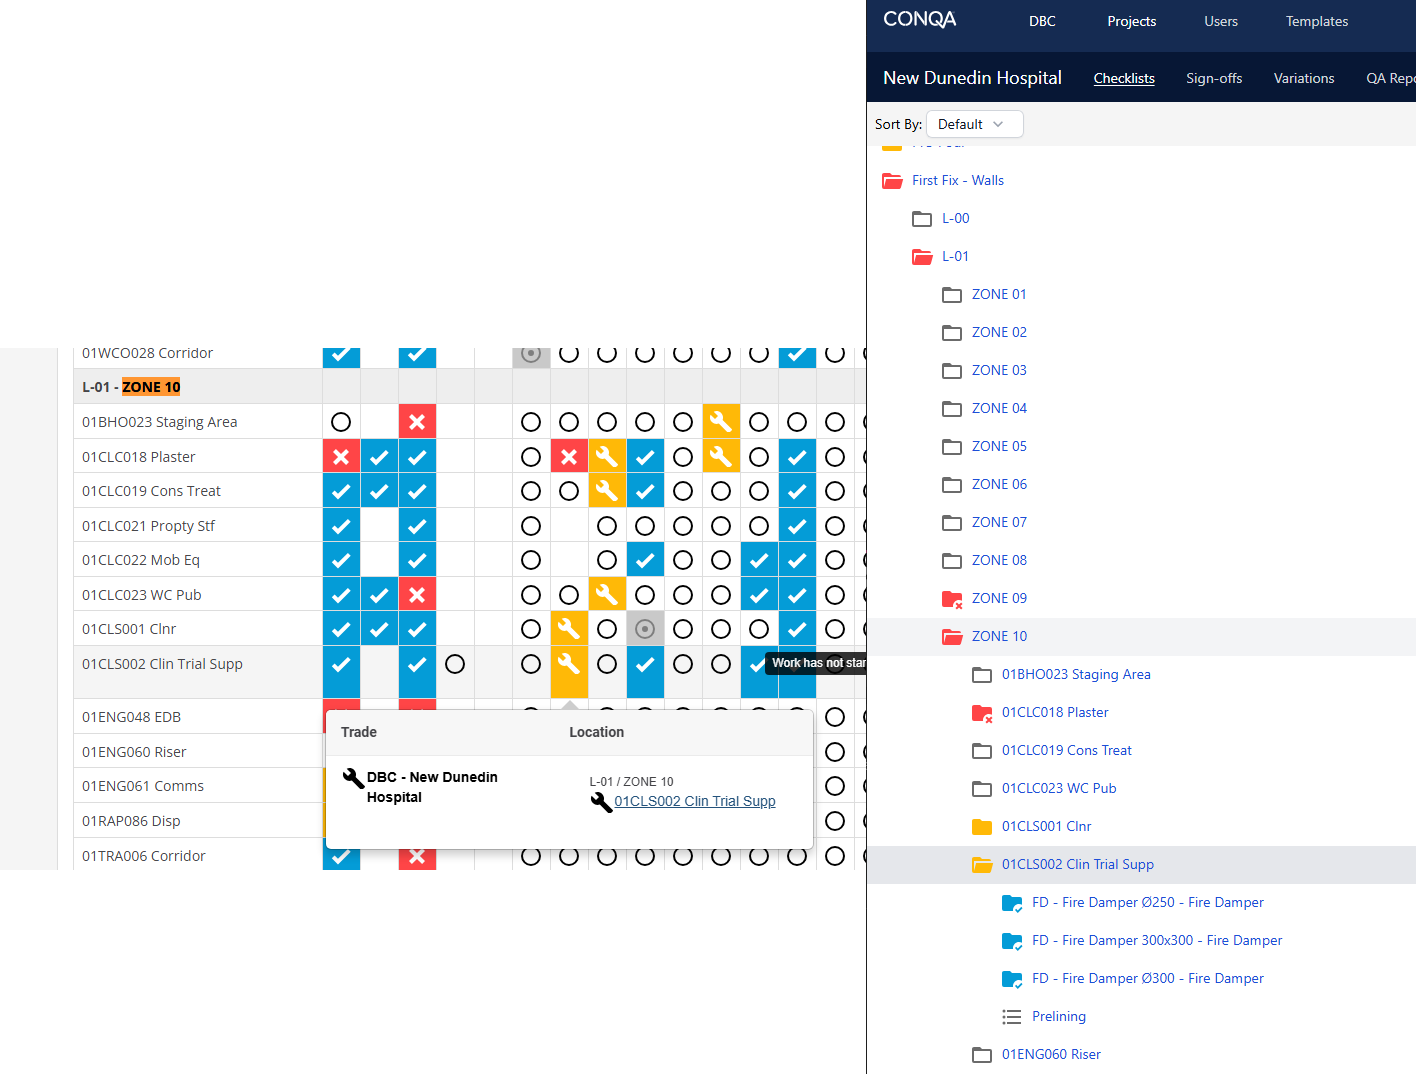 01WCO028 Corridor
L-01 - ZONE 10
01BHO023 Staging Area
01CLC018 Plaster
01CLC019 Cons Treat
01CLC021 Propty Stf
01CLC022 Mob Eq
01CLC023 WC Pub
01CLS001 Clnr
01CLS002 Clin Trial Supp
Work has not star
01ENG048 EDB
01ENG060 Riser
01ENG061 Comms
01RAP086 Disp
01TRA006 Corridor
Trade Location
DBC - New Dunedin
Hospital
L-01 / ZONE 10
01CLS002 Clin Trial Supp
CONQA DBC Projects Users Templates
New Dunedin Hospital Checklists Sign-offs Variations QA Repo
Sort By: Default
First Fix - Walls
L-00
L-01
ZONE 01
ZONE 02
ZONE 03
ZONE 04
ZONE 05
ZONE 06
ZONE 07
ZONE 08
ZONE 09
ZONE 10
01BHO023 Staging Area
01CLC018 Plaster
01CLC019 Cons Treat
01CLC023 WC Pub
01CLS001 Clnr
01CLS002 Clin Trial Supp
FD - Fire Damper Ø250 - Fire Damper
FD - Fire Damper 300x300 - Fire Damper
FD - Fire Damper Ø300 - Fire Damper
Prelining
01ENG060 Riser